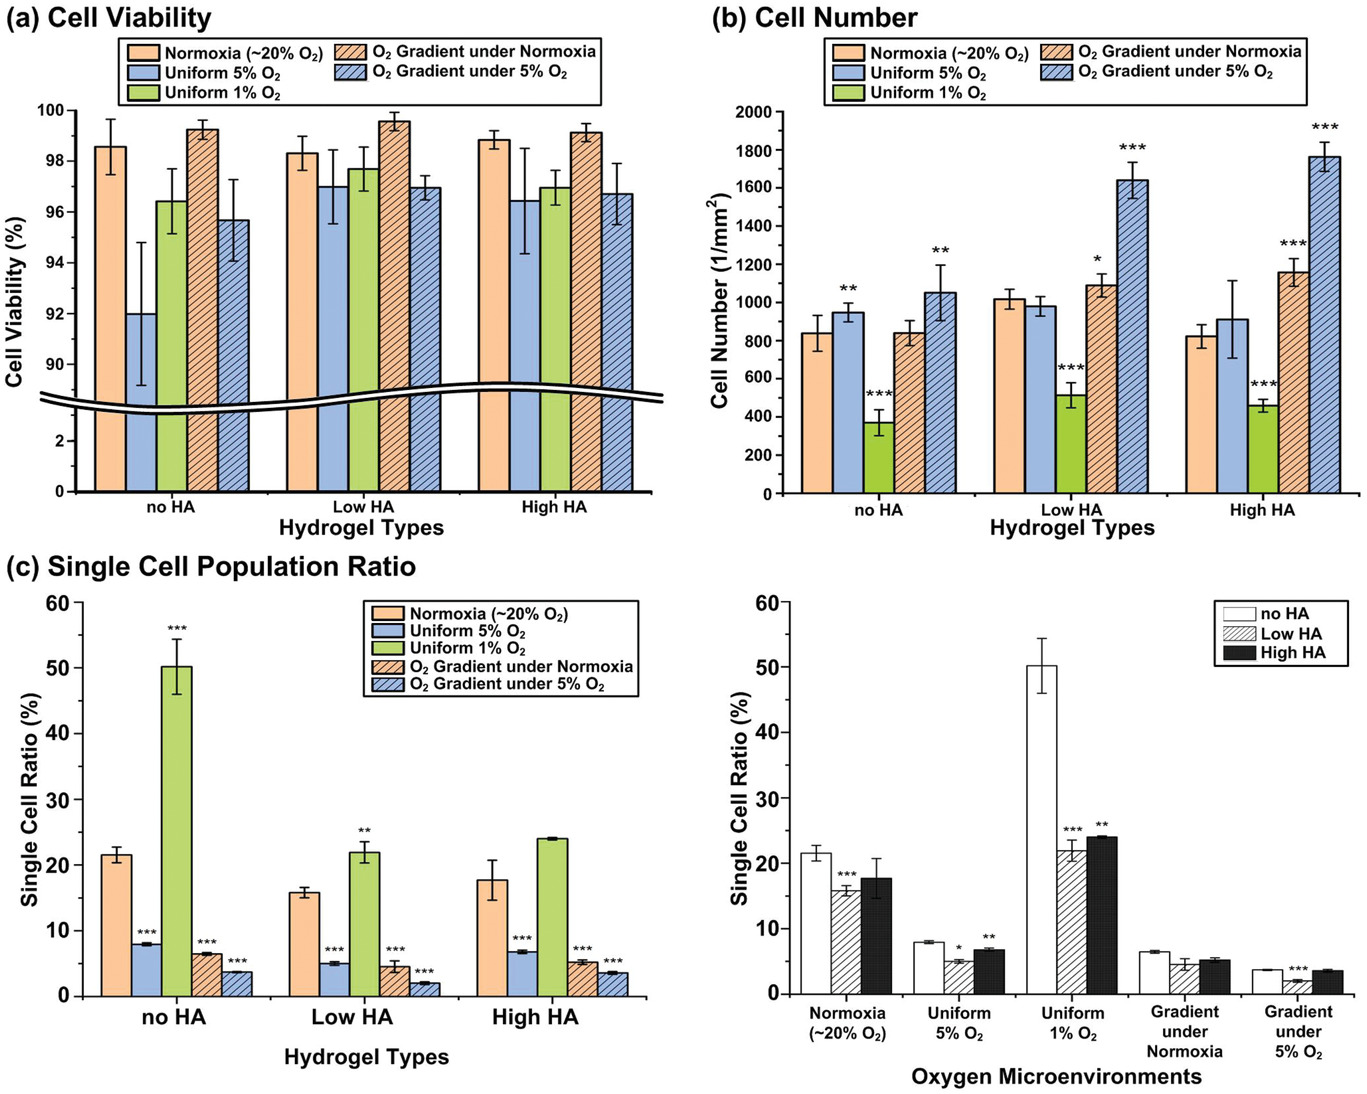 (a) Cell Viability
Normoxia (~20% O₂)
Uniform 5% O₂
Uniform 1% O₂
O₂ Gradient under Normoxia
O₂ Gradient under 5% O₂
Cell Viability (%)
100
98
96
94
92
90
2
0
no HA
Low HA
High HA
Hydrogel Types
(b) Cell Number
Normoxia (~20% O₂)
Uniform 5% O₂
Uniform 1% O₂
O₂ Gradient under Normoxia
O₂ Gradient under 5% O₂
Cell Number (1/mm²)
2000
1800
1600
1400
1200
1000
800
600
400
200
0
**
***
**
***
*
***
***
***
***
no HA
Low HA
High HA
Hydrogel Types
(c) Single Cell Population Ratio
Normoxia (~20% O₂)
Uniform 5% O₂
Uniform 1% O₂
O₂ Gradient under Normoxia
O₂ Gradient under 5% O₂
Single Cell Ratio (%)
60
50
40
30
20
10
0
***
***
***
***
***
**
***
***
***
***
***
no HA
Low HA
High HA
Hydrogel Types
no HA
Low HA
High HA
Single Cell Ratio (%)
60
50
40
30
20
10
0
***
*
**
***
**
***
Normoxia
(~20% O₂)
Uniform
5% O₂
Uniform
1% O₂
Gradient
under
Normoxia
Gradient
under
5% O₂
Oxygen Microenvironments